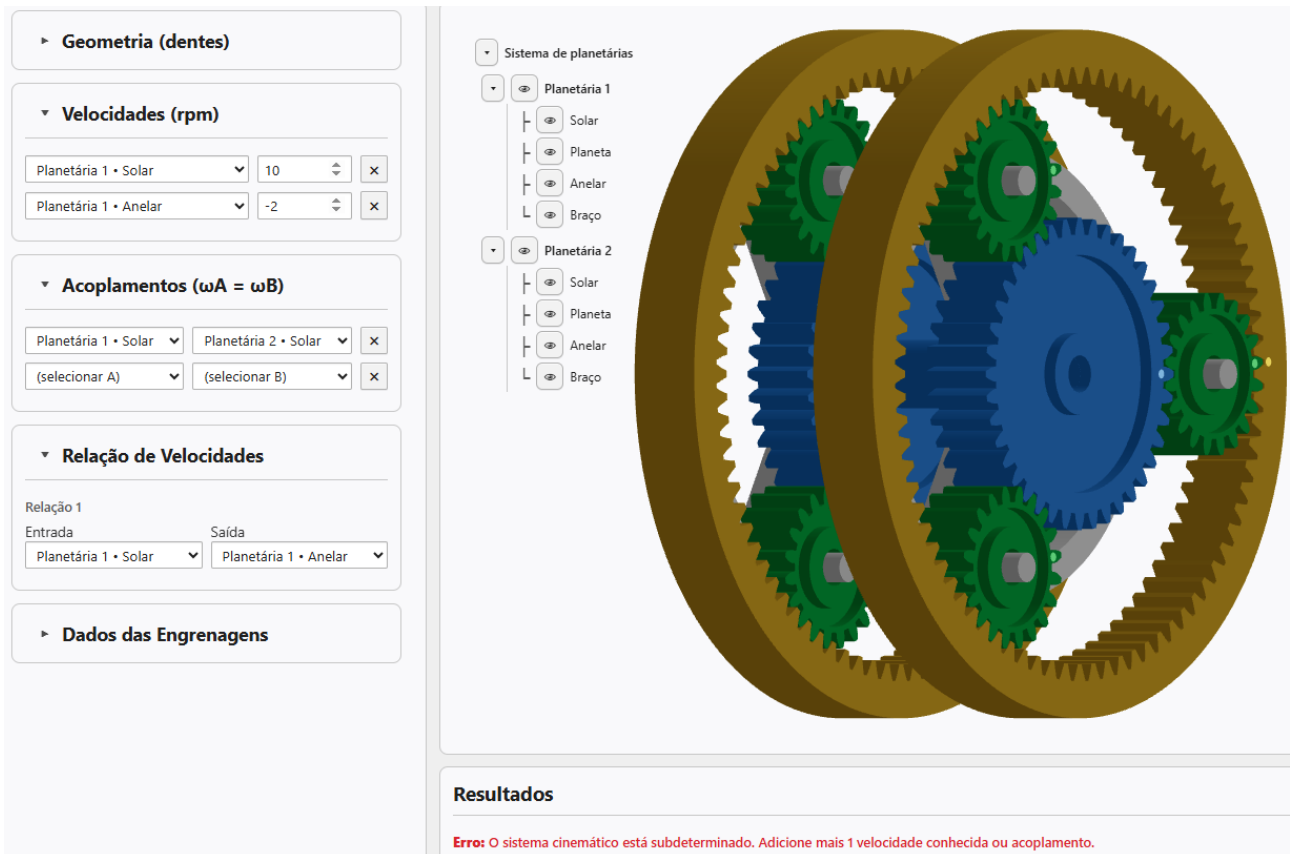 Geometria (dentes)
Velocidades (rpm)
Planetária 1 • Solar
10
Planetária 1 • Anelar
-2
Acoplamentos (ωA = ωB)
Planetária 1 • Solar
Planetária 2 • Solar
(selecionar A)
(selecionar B)
Relação de Velocidades
Relação 1
Entrada
Saída
Planetária 1 • Solar
Planetária 1 • Anelar
Dados das Engrenagens
Sistema de planetárias
Planetária 1
Solar
Planeta
Anelar
Braço
Planetária 2
Solar
Planeta
Anelar
Braço
Resultados
Erro: O sistema cinemático está subdeterminado. Adicione mais 1 velocidade conhecida ou acoplamento.